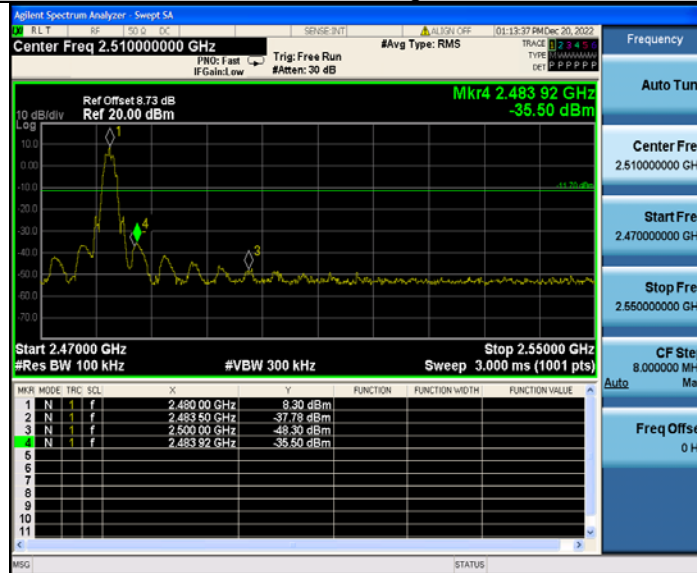 Agilent Spectrum Analyzer - Swept SA
RLT RF 50 Ω DC SENSE:INT ALIGN OFF 01:13:37 PM Dec 20, 2022
Center Freq 2.510000000 GHz #Avg Type: RMS TRACE 1 2 3 4 5 6
PNO: Fast Trig: Free Run TYPE
IFGain:Low #Atten: 30 dB DET P P P P P P
Mkr4 2.483 92 GHz
-35.50 dBm
Ref Offset 8.73 dB
10 dB/div Ref 20.00 dBm
Log
10.0
0.00
-10.0
-20.0
-30.0
-40.0
-50.0
-60.0
-70.0
1
4
3
-11.70 dBm
Start 2.47000 GHz Stop 2.55000 GHz
#Res BW 100 kHz #VBW 300 kHz Sweep 3.000 ms (1001 pts)
MKR MODE TRC SCL X Y FUNCTION FUNCTION WIDTH FUNCTION VALUE
1 N 1 f 2.480 00 GHz 8.30 dBm
2 N 1 f 2.483 50 GHz -37.78 dBm
3 N 1 f 2.500 00 GHz -48.30 dBm
4 N 1 f 2.483 92 GHz -35.50 dBm
5
6
7
8
9
10
11
MSG STATUS
Frequency
Auto Tun
Center Fre
2.510000000 GH
Start Fre
2.470000000 GH
Stop Fre
2.550000000 GH
CF Ste
8.000000 MH
Auto Ma
Freq Offse
0 H